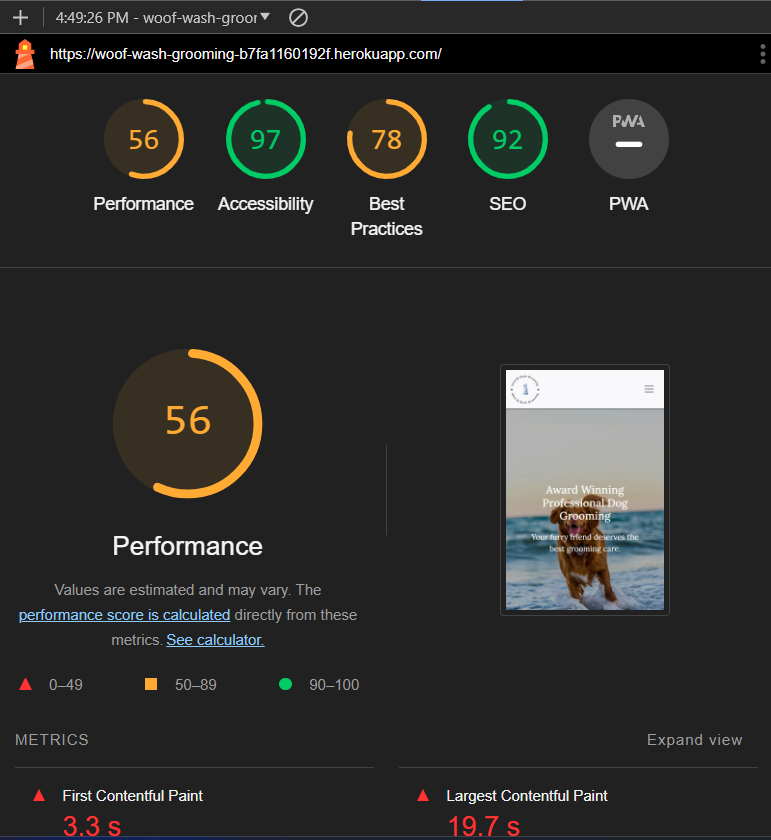 4:49:26 PM - woof-wash-groor
https://woof-wash-grooming-b7fa1160192f.herokuapp.com/
56 97 78 92 PWA
Performance Accessibility Best Practices SEO PWA
56
Performance
Values are estimated and may vary. The
performance score is calculated directly from these
metrics. See calculator.
0–49 50–89 90–100
Award Winning
Professional Dog
Grooming
Your furry friend deserves the
best grooming care.
METRICS Expand view
First Contentful Paint Largest Contentful Paint
3.3 s 19.7 s